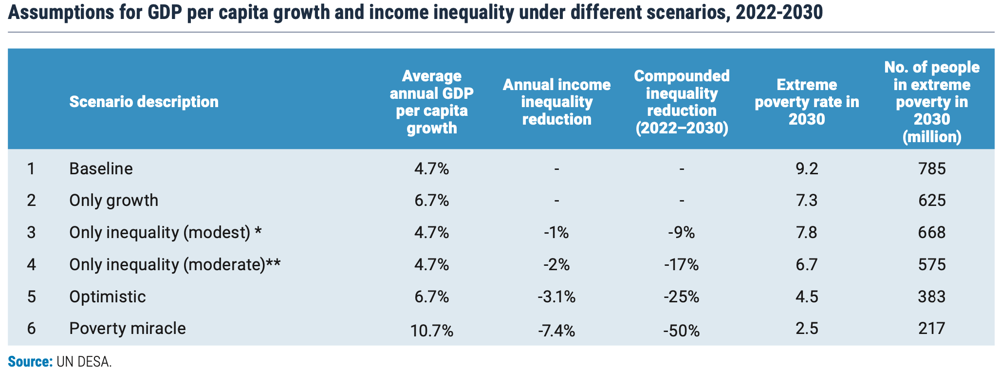 Assumptions for GDP per capita growth and income inequality under different scenarios, 2022-2030
Scenario description
Average
annual GDP
per capita
growth
Annual income
inequality
reduction
Compounded
inequality
reduction
(2022–2030)
Extreme
poverty rate in
2030
No. of people
in extreme
poverty in
2030
(million)
1 Baseline 4.7% - - 9.2 785
2 Only growth 6.7% - - 7.3 625
3 Only inequality (modest) * 4.7% -1% -9% 7.8 668
4 Only inequality (moderate)** 4.7% -2% -17% 6.7 575
5 Optimistic 6.7% -3.1% -25% 4.5 383
6 Poverty miracle 10.7% -7.4% -50% 2.5 217
Source: UN DESA.